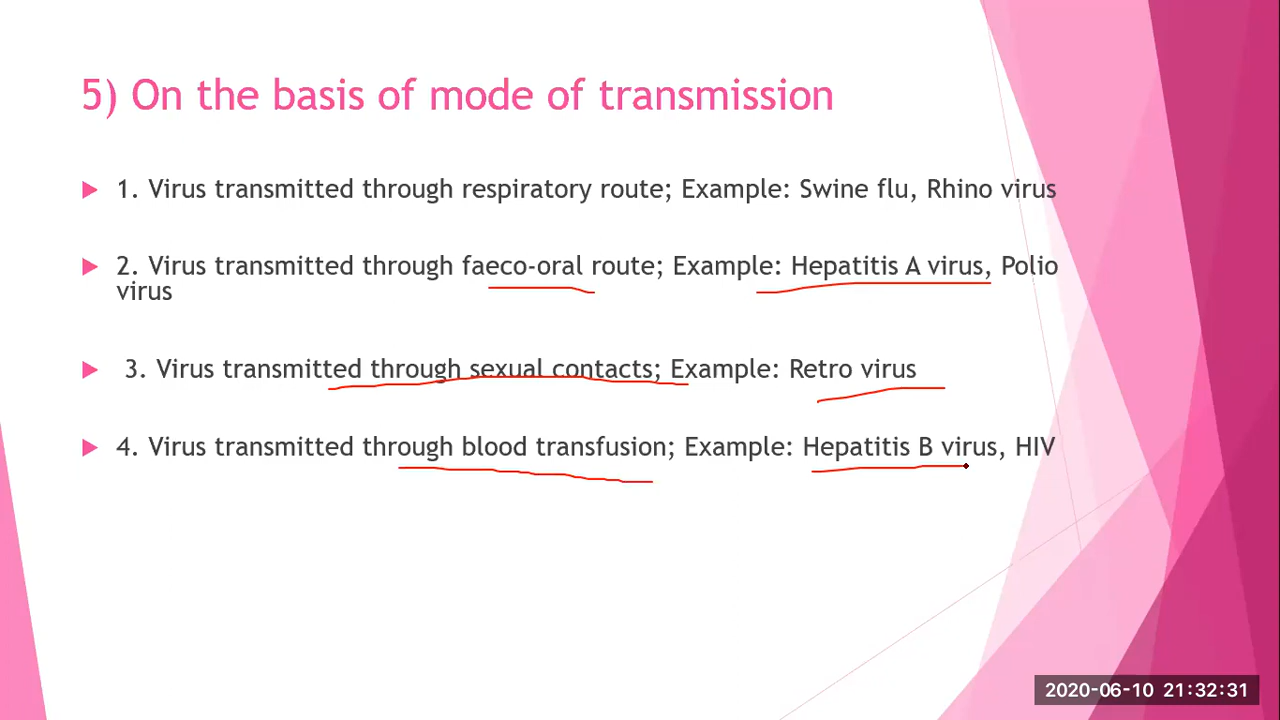 5) On the basis of mode of transmission
1. Virus transmitted through respiratory route; Example: Swine flu, Rhino virus
2. Virus transmitted through faeco-oral route; Example: Hepatitis A virus, Polio
virus
3. Virus transmitted through sexual contacts; Example: Retro virus
4. Virus transmitted through blood transfusion; Example: Hepatitis B virus, HIV
2020-06-10 21:32:31